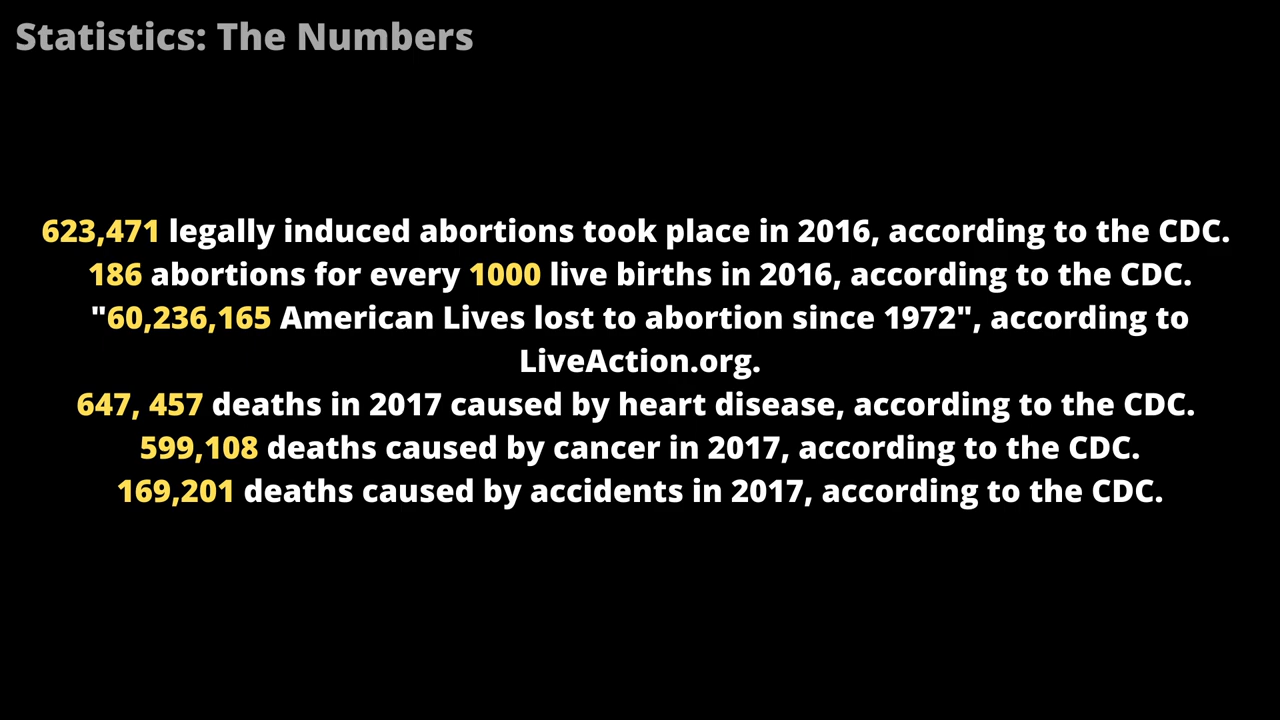 Statistics: The Numbers
623,471 legally induced abortions took place in 2016, according to the CDC.
186 abortions for every 1000 live births in 2016, according to the CDC.
"60,236,165 American Lives lost to abortion since 1972", according to
LiveAction.org.
647, 457 deaths in 2017 caused by heart disease, according to the CDC.
599,108 deaths caused by cancer in 2017, according to the CDC.
169,201 deaths caused by accidents in 2017, according to the CDC.